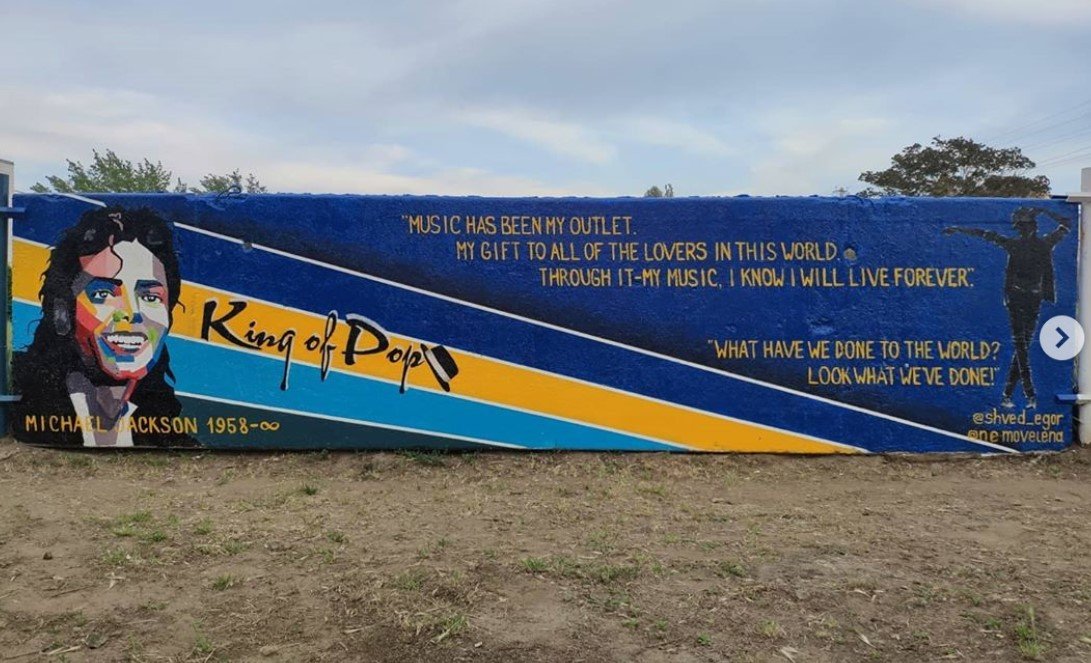 "MUSIC HAS BEEN MY OUTLET.
MY GIFT TO ALL OF THE LOVERS IN THIS WORLD.
THROUGH IT-MY MUSIC, I KNOW I WILL LIVE FOREVER".
King of Pop
"WHAT HAVE WE DONE TO THE WORLD?
LOOK WHAT WE'VE DONE!"
MICHAEL JACKSON 1958-∞
@shved_egor
@nemovelena